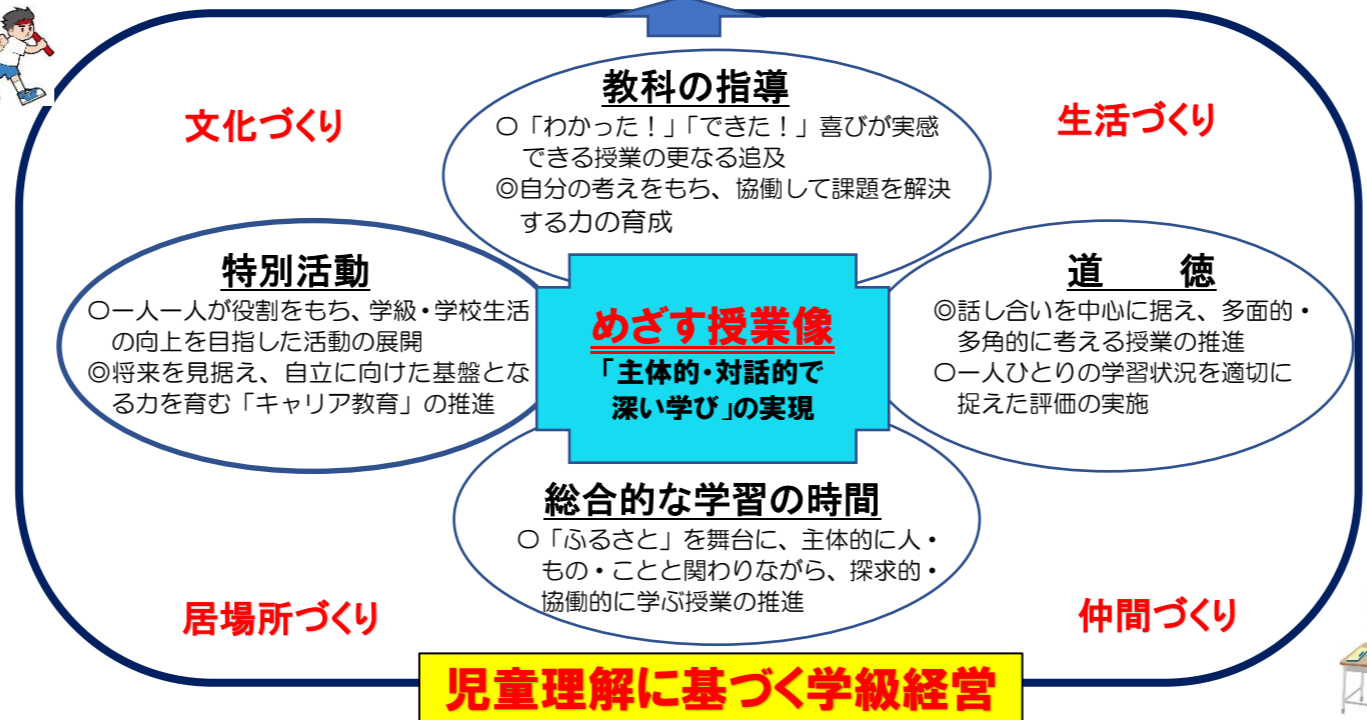 教科の指導
○「わかった！」「できた！」喜びが実感
できる授業の更なる追及
◎自分の考えをもち、協働して課題を解決
する力の育成
文化づくり
生活づくり
特別活動
○一人一人が役割をもち、学級・学校生活
の向上を目指した活動の展開
◎将来を見据え、自立に向けた基盤とな
る力を育む「キャリア教育」の推進
めざす授業像
「主体的・対話的で
深い学び」の実現
道　徳
◎話し合いを中心に据え、多面的・
多角的に考える授業の推進
○一人ひとりの学習状況を適切に
捉えた評価の実施
総合的な学習の時間
○「ふるさと」を舞台に、主体的に人・
もの・ことと関わりながら、探求的・
協働的に学ぶ授業の推進
居場所づくり
仲間づくり
児童理解に基づく学級経営